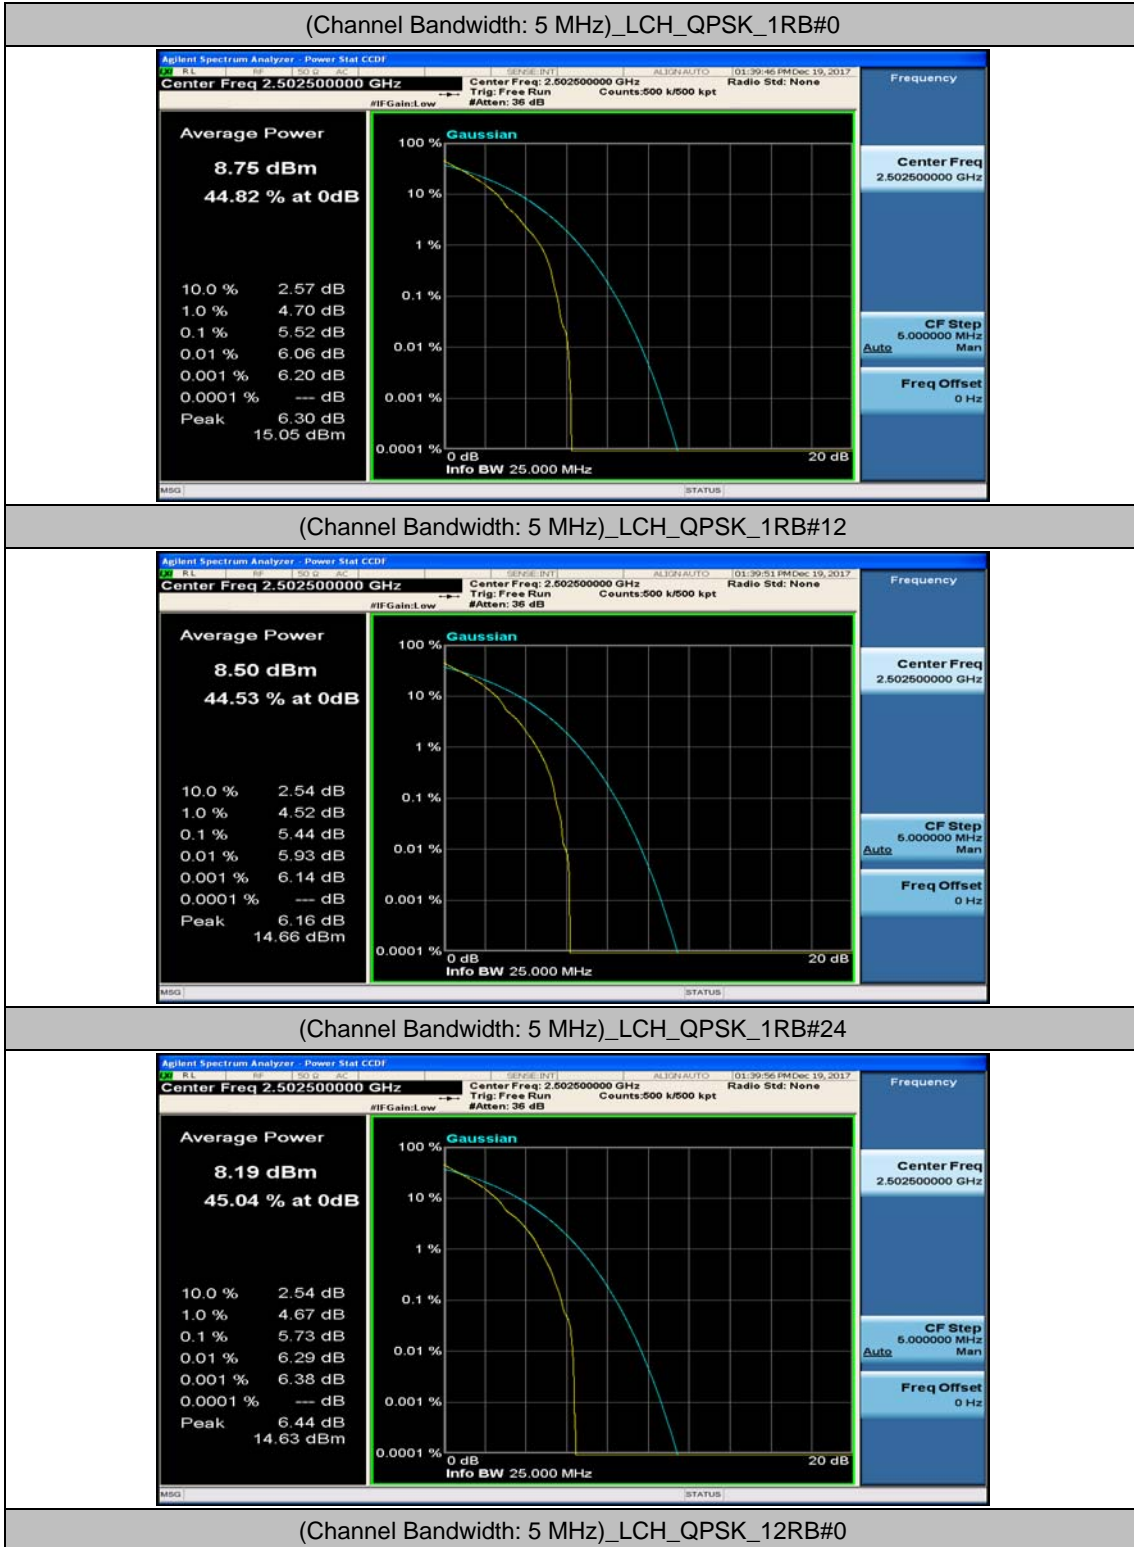 (Channel Bandwidth: 5 MHz)_LCH_QPSK_1RB#0
Agilent Spectrum Analyzer - Power Stat CCDF
RL RF 50 Ω AC SENSE:INT ALIGN AUTO 01:39:46 PM Dec 19, 2017
Center Freq 2.502500000 GHz
Center Freq: 2.502500000 GHz Radio Std: None
Trig: Free Run Counts:500 k/500 kpt
#IFGain:Low #Atten: 36 dB
Frequency
Average Power
8.75 dBm
44.82 % at 0dB
10.0 % 2.57 dB
1.0 % 4.70 dB
0.1 % 5.52 dB
0.01 % 6.06 dB
0.001 % 6.20 dB
0.0001 % --- dB
Peak 6.30 dB
15.05 dBm
Gaussian
100 %
10 %
1 %
0.1 %
0.01 %
0.001 %
0.0001 %
0 dB 20 dB
Info BW 25.000 MHz
Center Freq
2.502500000 GHz
CF Step
5.000000 MHz
Auto Man
Freq Offset
0 Hz
MSG STATUS
(Channel Bandwidth: 5 MHz)_LCH_QPSK_1RB#12
Agilent Spectrum Analyzer - Power Stat CCDF
RL RF 50 Ω AC SENSE:INT ALIGN AUTO 01:39:51 PM Dec 19, 2017
Center Freq 2.502500000 GHz
Center Freq: 2.502500000 GHz Radio Std: None
Trig: Free Run Counts:500 k/500 kpt
#IFGain:Low #Atten: 36 dB
Frequency
Average Power
8.50 dBm
44.53 % at 0dB
10.0 % 2.54 dB
1.0 % 4.52 dB
0.1 % 5.44 dB
0.01 % 5.93 dB
0.001 % 6.14 dB
0.0001 % --- dB
Peak 6.16 dB
14.66 dBm
Gaussian
100 %
10 %
1 %
0.1 %
0.01 %
0.001 %
0.0001 %
0 dB 20 dB
Info BW 25.000 MHz
Center Freq
2.502500000 GHz
CF Step
5.000000 MHz
Auto Man
Freq Offset
0 Hz
MSG STATUS
(Channel Bandwidth: 5 MHz)_LCH_QPSK_1RB#24
Agilent Spectrum Analyzer - Power Stat CCDF
RL RF 50 Ω AC SENSE:INT ALIGN AUTO 01:39:56 PM Dec 19, 2017
Center Freq 2.502500000 GHz
Center Freq: 2.502500000 GHz Radio Std: None
Trig: Free Run Counts:500 k/500 kpt
#IFGain:Low #Atten: 36 dB
Frequency
Average Power
8.19 dBm
45.04 % at 0dB
10.0 % 2.54 dB
1.0 % 4.67 dB
0.1 % 5.73 dB
0.01 % 6.29 dB
0.001 % 6.38 dB
0.0001 % --- dB
Peak 6.44 dB
14.63 dBm
Gaussian
100 %
10 %
1 %
0.1 %
0.01 %
0.001 %
0.0001 %
0 dB 20 dB
Info BW 25.000 MHz
Center Freq
2.502500000 GHz
CF Step
5.000000 MHz
Auto Man
Freq Offset
0 Hz
MSG STATUS
(Channel Bandwidth: 5 MHz)_LCH_QPSK_12RB#0